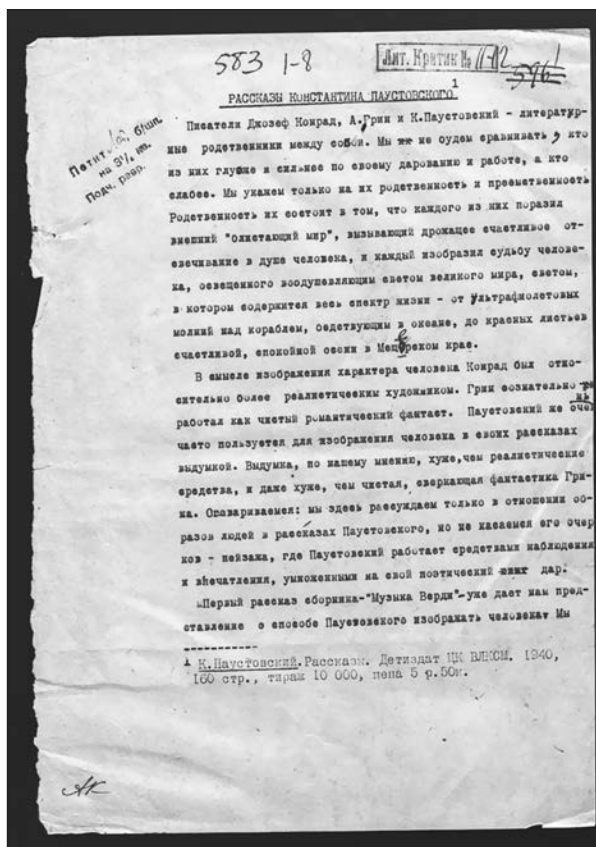 583 1-8
Лит. Критик № 11-12
596
1
РАССКАЗЫ КОНСТАНТИНА ПАУСТОВСКОГО
1
Петит б/шп.
на 3¼ кв.
Подч. разр.
Писатели Джозеф Конрад, А.Грин и К.Паустовский - литератур-
ные родственники между собой. Мы не будем сравнивать, кто
из них глубже и сильнее по своему дарованию и работе, а кто
слабее. Мы укажем только на их родственность и преемственность
Родственность их состоит в том, что каждого из них поразил
внешний "блистающий мир", вызывающий дрожащее счастливое от-
свечивание в душе человека, и каждый изобразил судьбу челове-
ка, освещенного воодушевляющим светом великого мира, светом,
в котором содержится весь спектр жизни - от ультрафиолетовых
молний над кораблем, бедствующим в океане, до красных листьев
счастливой, спокойной осени в Мещерском крае.
В смысле изображения характера человека Конрад был отно-
сительно более реалистическим художником. Грин сознательно
работал как чистый романтический фантаст. Паустовский же очень
часто пользуется для изображения человека в своих рассказах
выдумкой. Выдумка, по нашему мнению, хуже, чем реалистические
средства, и даже хуже, чем чистая, сверкающая фантастика Гри-
на. Оговариваемся: мы здесь рассуждаем только в отношении об-
разов людей в рассказах Паустовского, но не касаемся его очер
ков - пейзажа, где Паустовский работает средствами наблюдения
и впечатления, умноженными на свой поэтический дар.
Первый рассказ сборника-"Музыка Верди"-уже дает нам пред-
ставление о способе Паустовского изображать человека. Мы
1 К.Паустовский. Рассказы. Детиздат ЦК ВЛКСМ. 1940,
160 стр., тираж 10 000, цена 5 р.50к.
АК